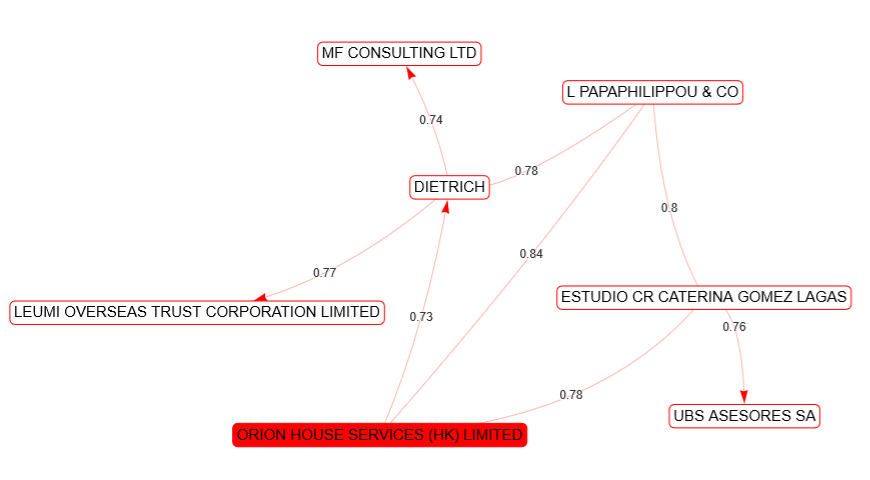 MF CONSULTING LTD
L PAPAPHILIPPOU & CO
0.74
0.78
DIETRICH
0.8
0.84
0.77
ESTUDIO CR CATERINA GOMEZ LAGAS
LEUMI OVERSEAS TRUST CORPORATION LIMITED
0.73
0.76
0.78
UBS ASESORES SA
ORION HOUSE SERVICES (HK) LIMITED